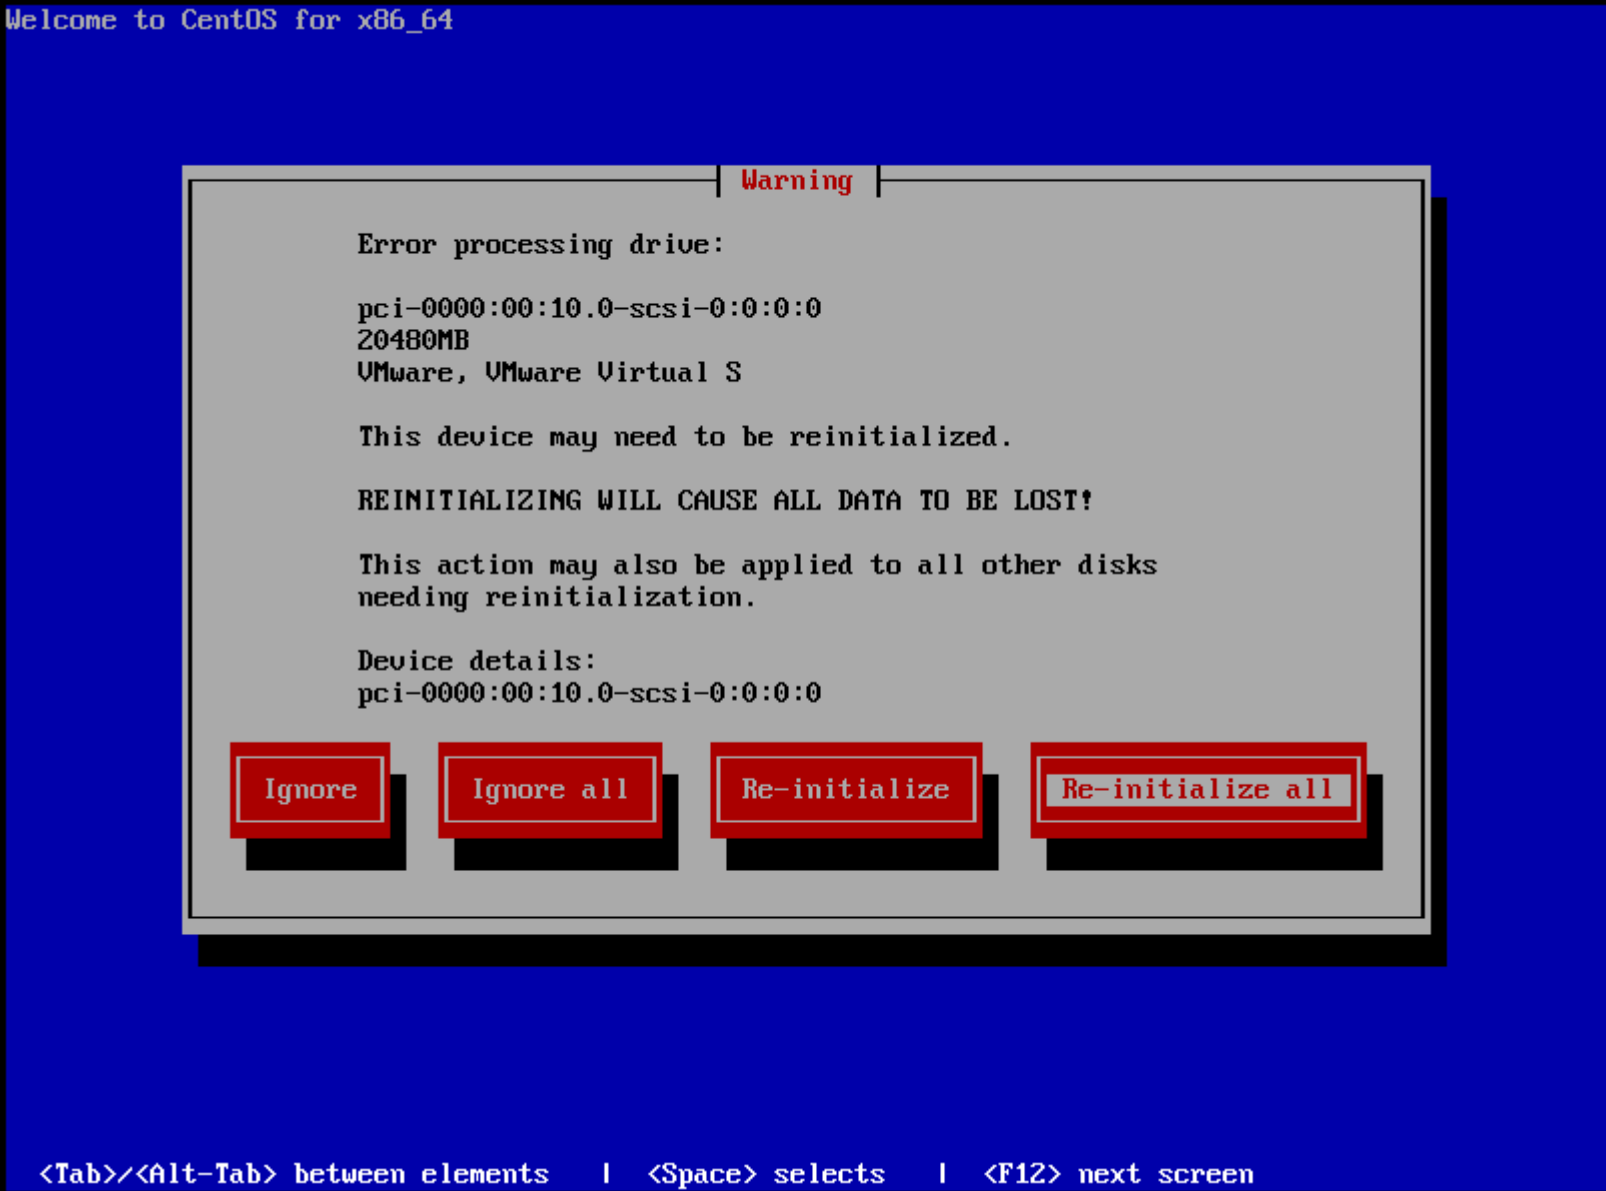 Welcome to CentOS for x86_64
Warning
Error processing drive:
pci-0000:00:10.0-scsi-0:0:0:0
20480MB
VMware, VMware Virtual S
This device may need to be reinitialized.
REINITIALIZING WILL CAUSE ALL DATA TO BE LOST!
This action may also be applied to all other disks
needing reinitialization.
Device details:
pci-0000:00:10.0-scsi-0:0:0:0
Ignore   Ignore all   Re-initialize   Re-initialize all
<Tab>/<Alt-Tab> between elements   |   <Space> selects   |   <F12> next screen